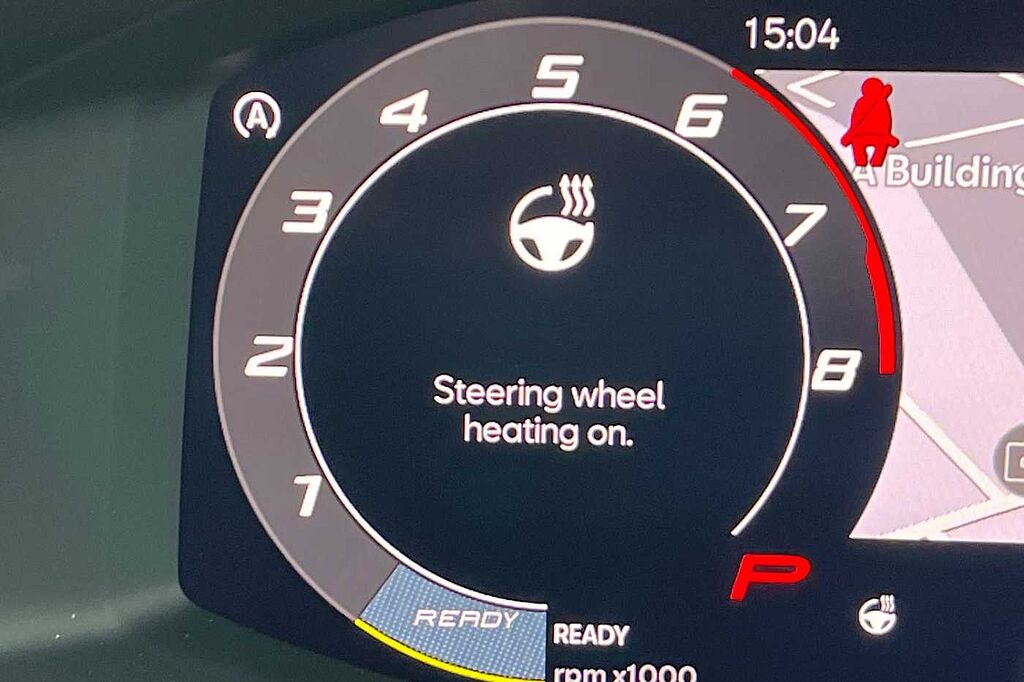 15:04
A
5
4
6
A Building
3
7
2
8
Steering wheel
heating on.
1
P
READY
READY
rpm x1000